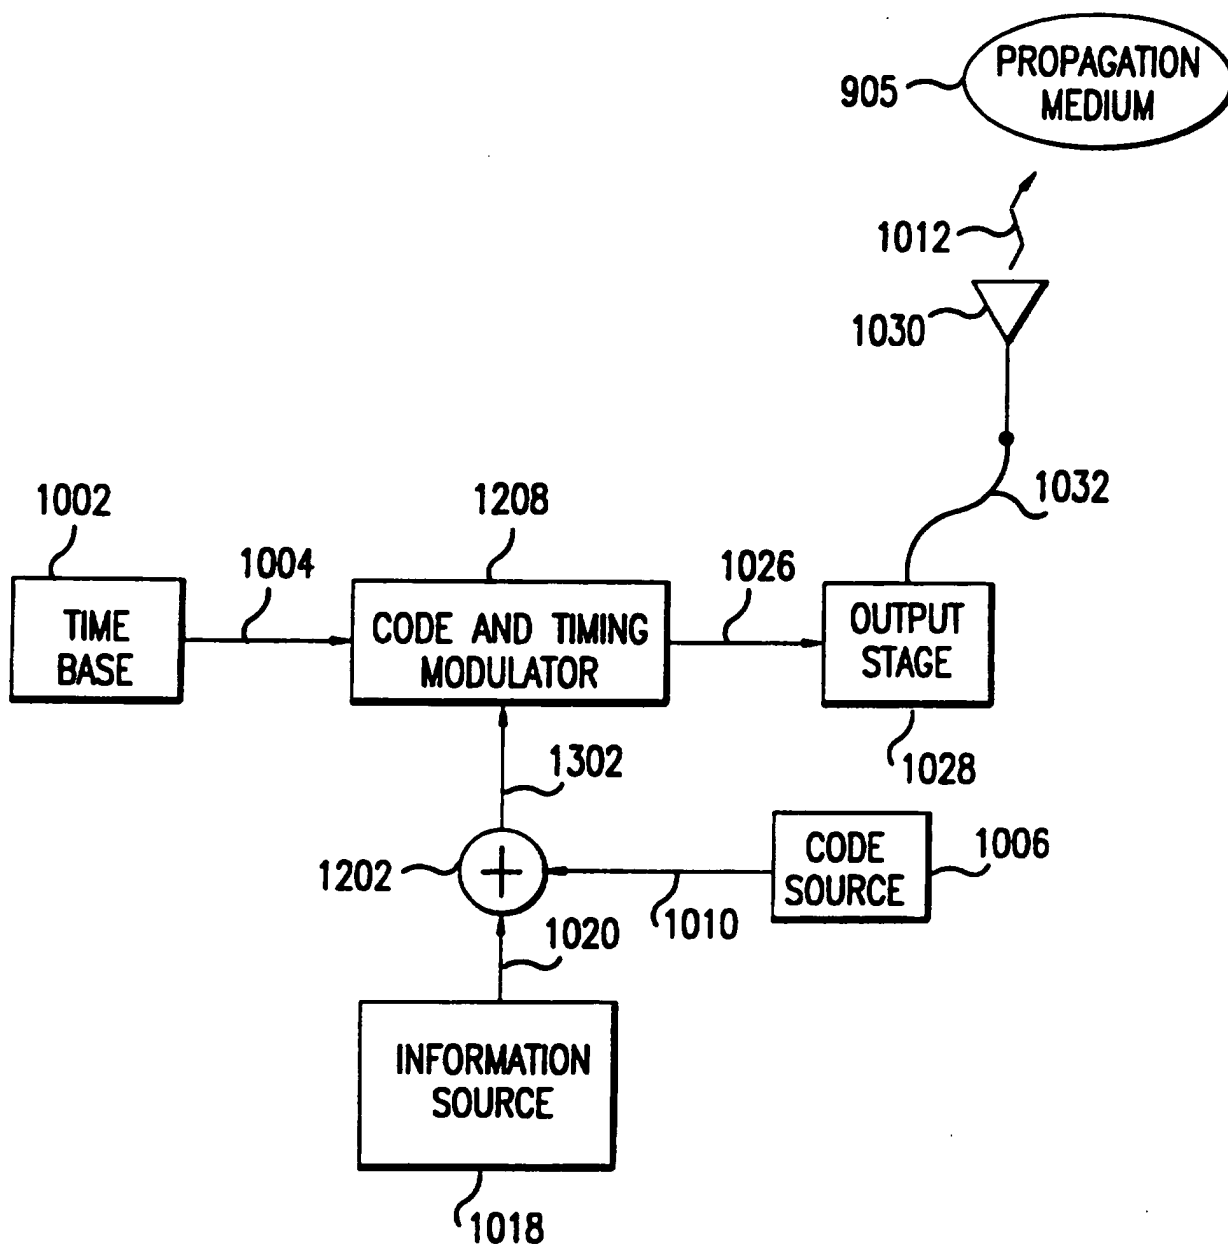 PROPAGATION
MEDIUM
905
1012
1030
1032
1002
1004
1208
1026
TIME
BASE
CODE AND TIMING
MODULATOR
OUTPUT
STAGE
1028
1302
1202
+
CODE
SOURCE
1006
1010
1020
INFORMATION
SOURCE
1018